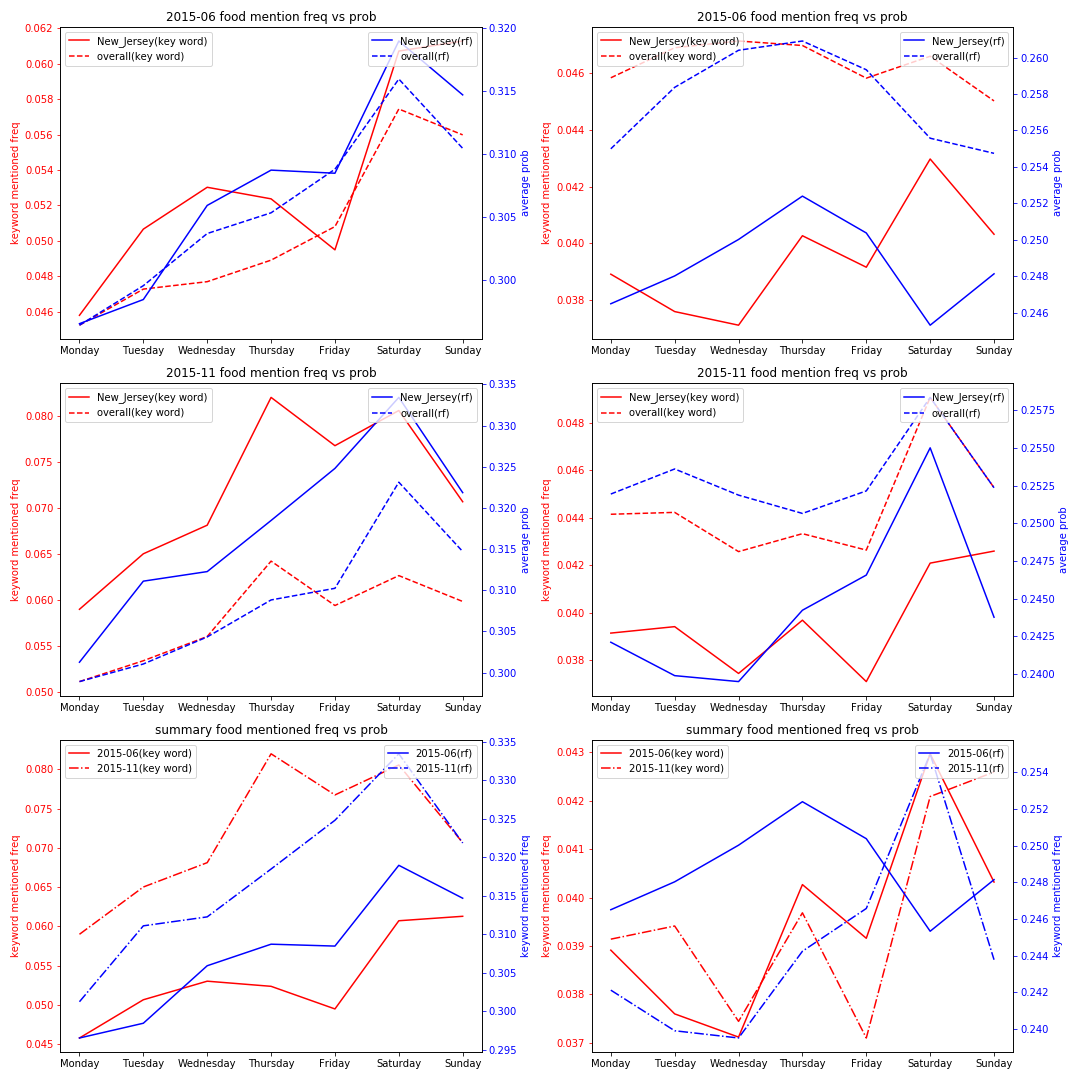 2015-06 food mention freq vs prob
New_Jersey(key word)
overall(key word)
New_Jersey(rf)
overall(rf)
keyword mentioned freq
0.062
0.060
0.058
0.056
0.054
0.052
0.050
0.048
0.046
0.320
0.315
0.310
0.305
0.300
average prob
Monday Tuesday Wednesday Thursday Friday Saturday Sunday
2015-06 food mention freq vs prob
New_Jersey(key word)
overall(key word)
New_Jersey(rf)
overall(rf)
keyword mentioned freq
0.046
0.044
0.042
0.040
0.038
0.260
0.258
0.256
0.254
0.252
0.250
0.248
0.246
average prob
Monday Tuesday Wednesday Thursday Friday Saturday Sunday
2015-11 food mention freq vs prob
New_Jersey(key word)
overall(key word)
New_Jersey(rf)
overall(rf)
keyword mentioned freq
0.080
0.075
0.070
0.065
0.060
0.055
0.050
0.335
0.330
0.325
0.320
0.315
0.310
0.305
0.300
average prob
Monday Tuesday Wednesday Thursday Friday Saturday Sunday
2015-11 food mention freq vs prob
New_Jersey(key word)
overall(key word)
New_Jersey(rf)
overall(rf)
keyword mentioned freq
0.048
0.046
0.044
0.042
0.040
0.038
0.2575
0.2550
0.2525
0.2500
0.2475
0.2450
0.2425
0.2400
average prob
Monday Tuesday Wednesday Thursday Friday Saturday Sunday
summary food mentioned freq vs prob
2015-06(key word)
2015-11(key word)
2015-06(rf)
2015-11(rf)
keyword mentioned freq
0.080
0.075
0.070
0.065
0.060
0.055
0.050
0.045
0.335
0.330
0.325
0.320
0.315
0.310
0.305
0.300
0.295
keyword mentioned freq
Monday Tuesday Wednesday Thursday Friday Saturday Sunday
summary food mentioned freq vs prob
2015-06(key word)
2015-11(key word)
2015-06(rf)
2015-11(rf)
keyword mentioned freq
0.043
0.042
0.041
0.040
0.039
0.038
0.037
0.254
0.252
0.250
0.248
0.246
0.244
0.242
0.240
keyword mentioned freq
Monday Tuesday Wednesday Thursday Friday Saturday Sunday